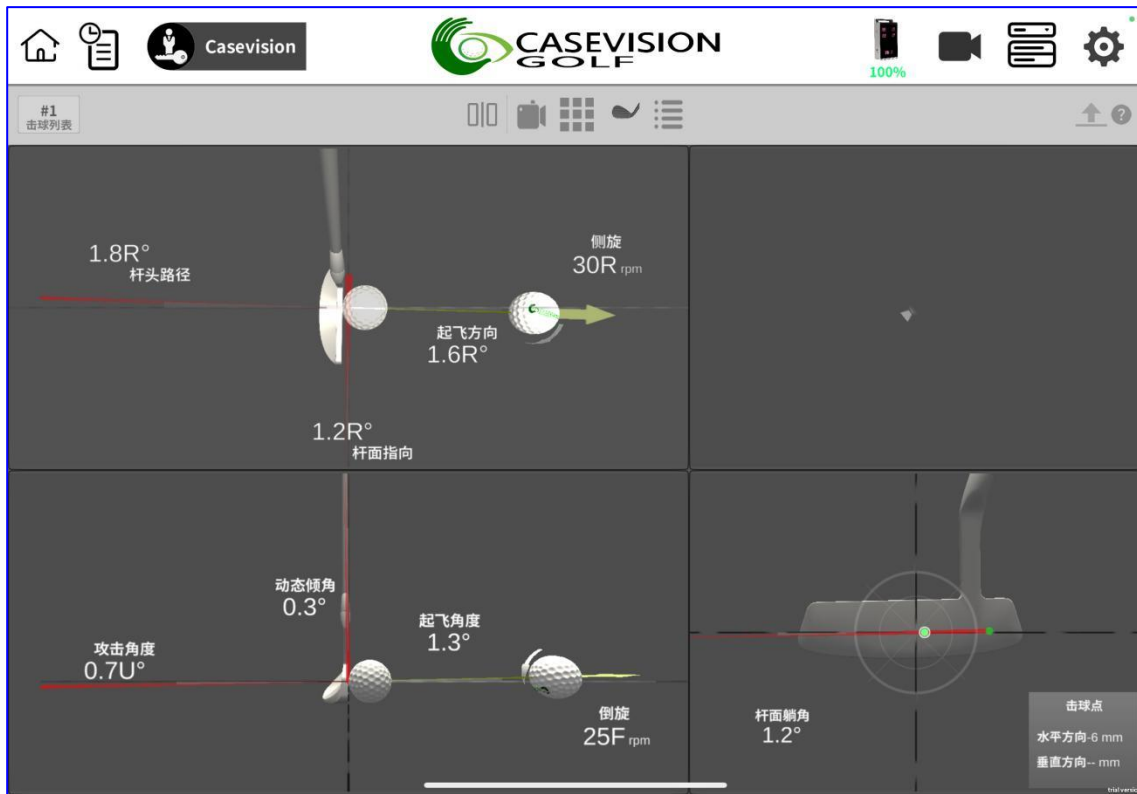 Casevision
CASEVISION
GOLF
100%
#1
击球列表
1.8R°
杆头路径
侧旋
30R rpm
起飞方向
1.6R°
1.2R°
杆面指向
动态倾角
0.3°
起飞角度
1.3°
攻击角度
0.7U°
倒旋
25F rpm
杆面躺角
1.2°
击球点
水平方向-6 mm
垂直方向-- mm
trial versio